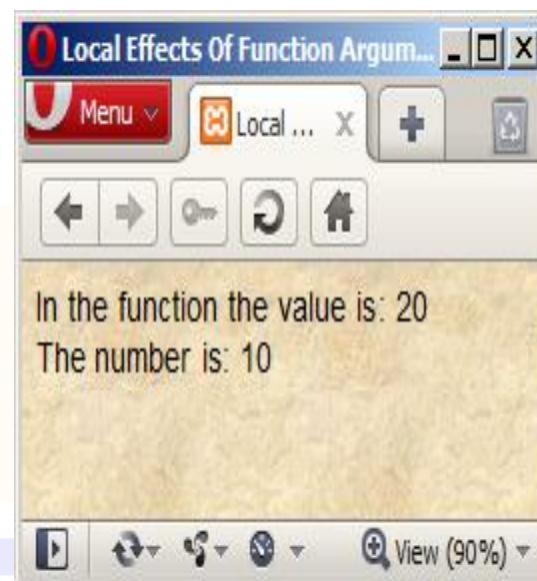 Local Effects Of Function Argum...
Menu
Local ...
In the function the value is: 20
The number is: 10
View (90%)